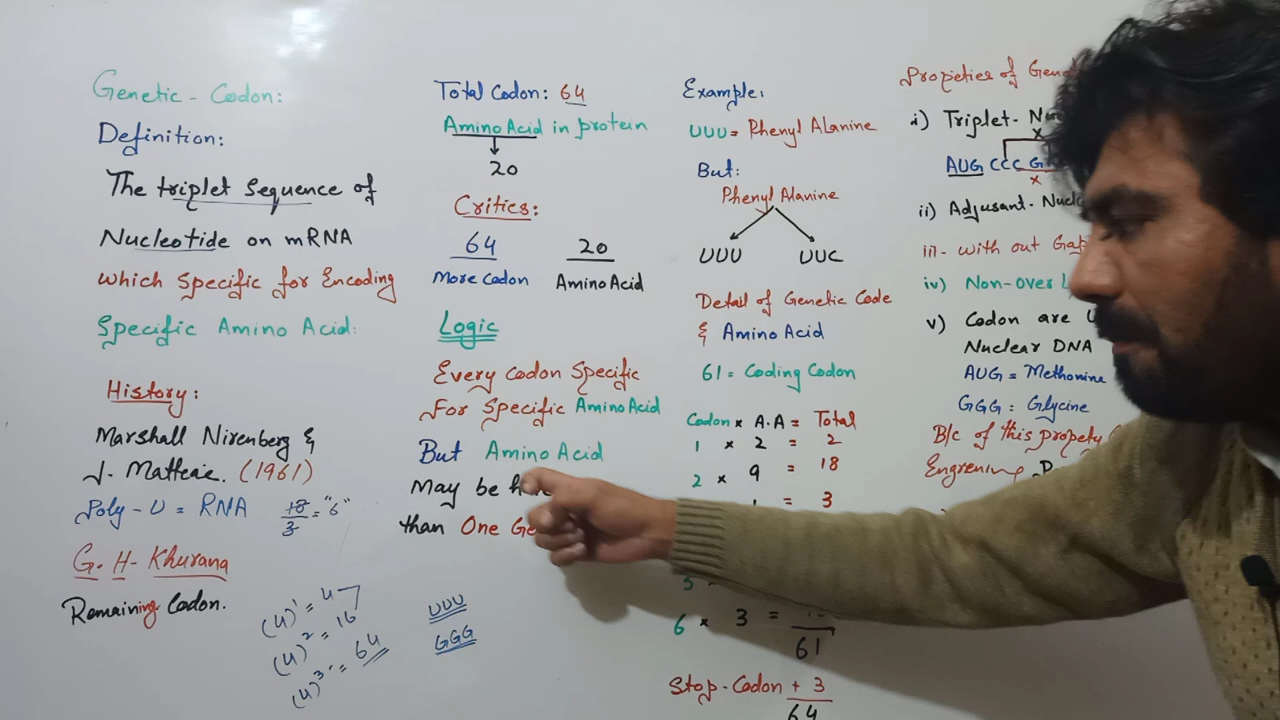 Genetic-Codon:
Definition:
The triplet Sequence of
Nucleotide on mRNA
which Specific for Encoding
Specific Amino Acid:
History:
Marshall Nirenberg &
J. Matteaie. (1961)
Poly-U = RNA
18/3 = "6"
G. H. Khurana
Remaining Codon.
(4)¹ = 4
(4)² = 16
(4)³ = 64
Total Codon: 64
Amino Acid in protein
20
Critics:
64 20
More Codon Amino Acid
Logic
Every codon Specific
For Specific Amino Acid
But Amino Acid
May be
than One
UUU
GGG
Example:
UUU = Phenyl Alanine
But:
Phenyl Alanine
UUU UUC
Detail of Genetic Code
& Amino Acid
61 = Coding Codon
Codon × A.A = Total
1 × 2 = 2
2 × 9 = 18
= 3
6 × 3 =
61
Stop-Codon + 3
64
Propieties of
i) Triplet-
x
AUG CCC
x
ii) Adjusant-
iii- with out
iv) Non-over
v) Codon are
Nuclear DNA
AUG = Methonine
GGG: Glycine
B/c of this propety